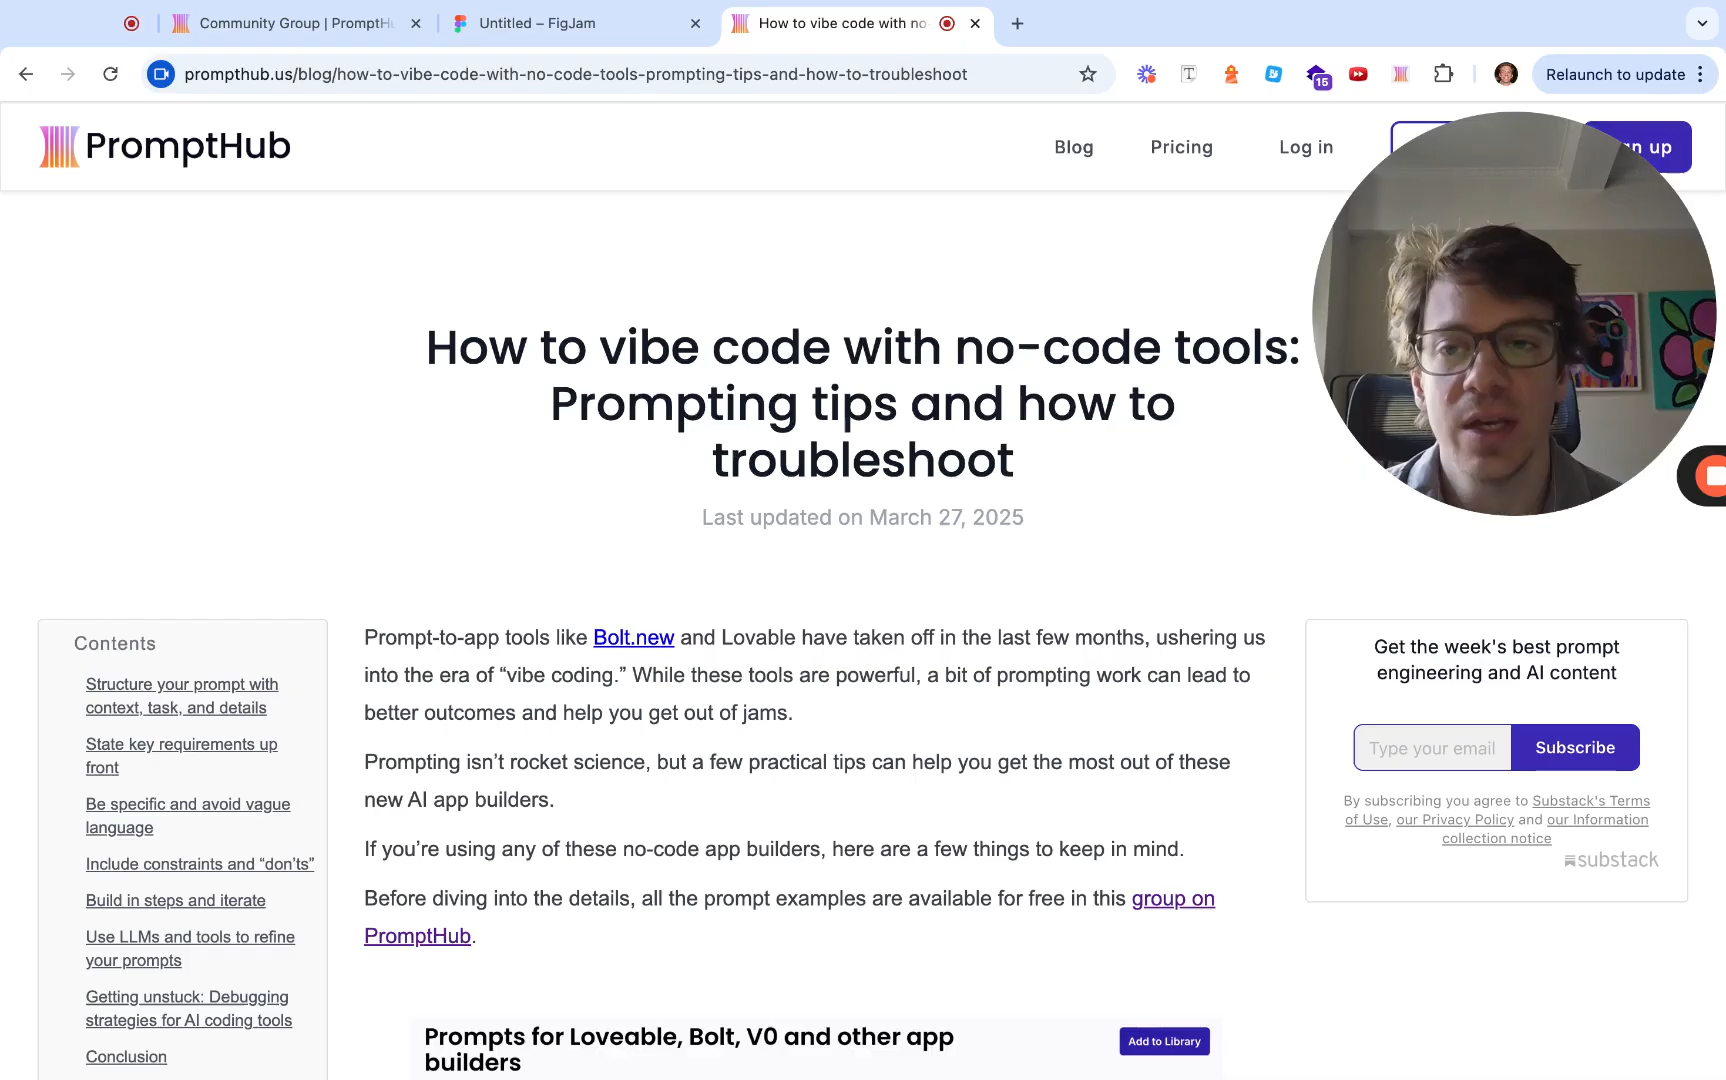 Community Group | PromptHu
Untitled – FigJam
How to vibe code with no-
prompthub.us/blog/how-to-vibe-code-with-no-code-tools-prompting-tips-and-how-to-troubleshoot
15
Relaunch to update
PromptHub
Blog
Pricing
Log in
n up
How to vibe code with no-code tools:
Prompting tips and how to
troubleshoot
Last updated on March 27, 2025
Contents
Structure your prompt with
context, task, and details
State key requirements up
front
Be specific and avoid vague
language
Include constraints and “don’ts”
Build in steps and iterate
Use LLMs and tools to refine
your prompts
Getting unstuck: Debugging
strategies for AI coding tools
Conclusion
Prompt-to-app tools like Bolt.new and Lovable have taken off in the last few months, ushering us
into the era of “vibe coding.” While these tools are powerful, a bit of prompting work can lead to
better outcomes and help you get out of jams.
Prompting isn’t rocket science, but a few practical tips can help you get the most out of these
new AI app builders.
If you’re using any of these no-code app builders, here are a few things to keep in mind.
Before diving into the details, all the prompt examples are available for free in this group on
PromptHub.
Prompts for Loveable, Bolt, V0 and other app
builders
Add to Library
Get the week's best prompt
engineering and AI content
Type your email
Subscribe
By subscribing you agree to Substack's Terms
of Use, our Privacy Policy and our Information
collection notice
substack